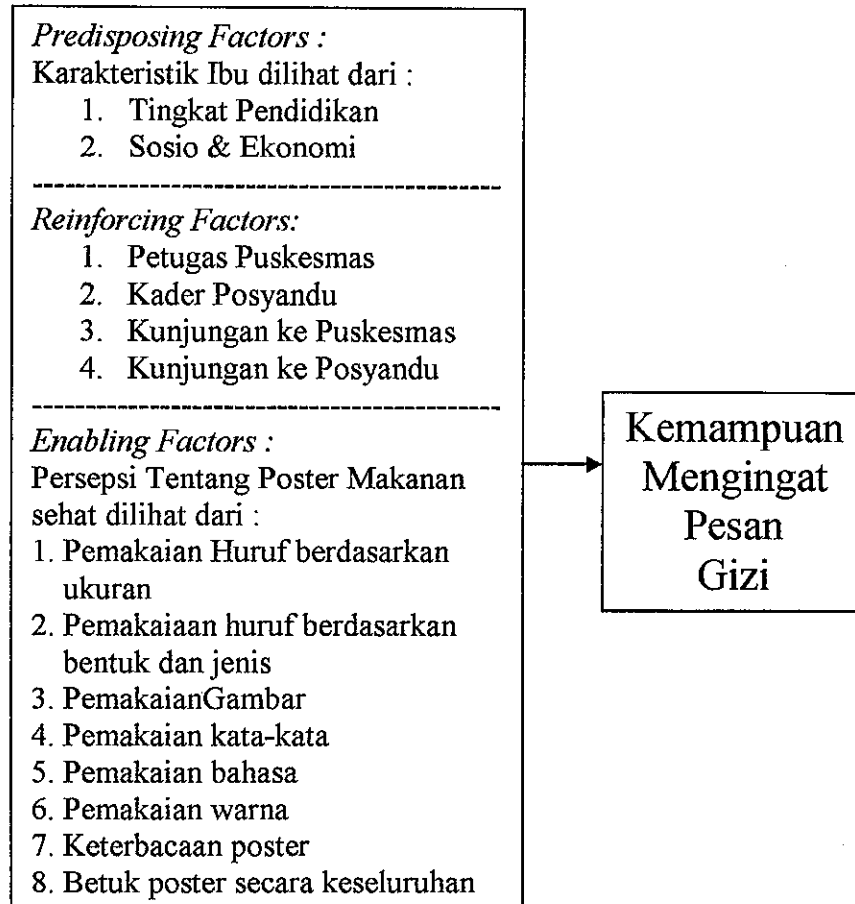 Predisposing Factors :
Karakteristik Ibu dilihat dari :
1. Tingkat Pendidikan
2. Sosio & Ekonomi
Reinforcing Factors:
1. Petugas Puskesmas
2. Kader Posyandu
3. Kunjungan ke Puskesmas
4. Kunjungan ke Posyandu
Enabling Factors :
Persepsi Tentang Poster Makanan
sehat dilihat dari :
1. Pemakaian Huruf berdasarkan
ukuran
2. Pemakaiaan huruf berdasarkan
bentuk dan jenis
3. PemakaianGambar
4. Pemakaian kata-kata
5. Pemakaian bahasa
6. Pemakaian warna
7. Keterbacaan poster
8. Betuk poster secara keseluruhan
Kemampuan
Mengingat
Pesan
Gizi